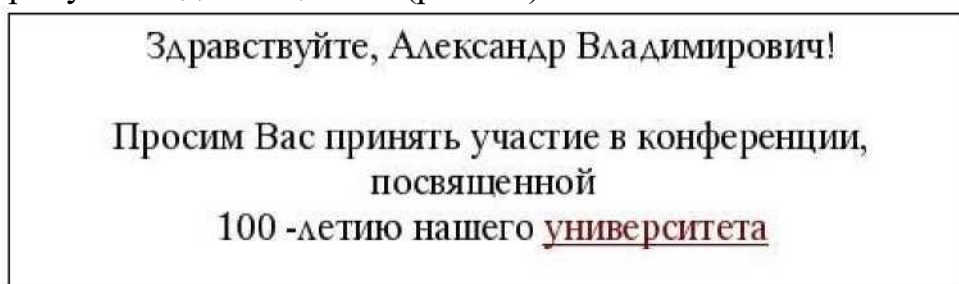 Здравствуйте, Александр Владимирович!
Просим Вас принять участие в конференции,
посвященной
100 -летию нашего университета